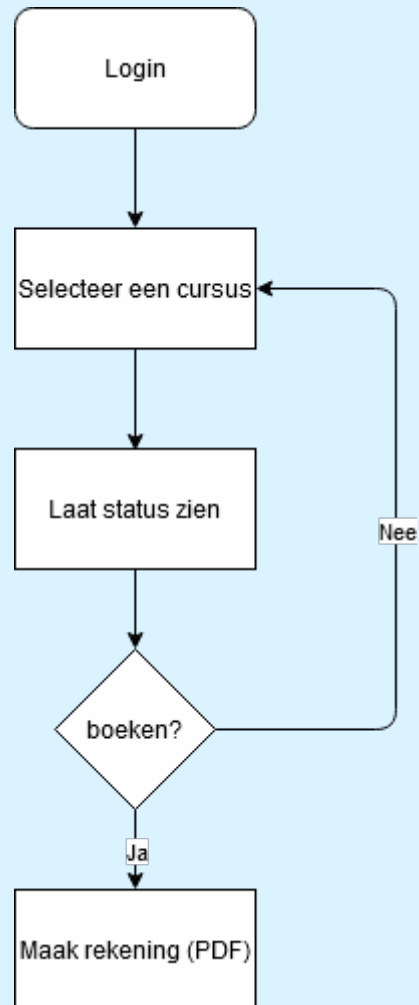 Login
Selecteer een cursus
Laat status zien
Nee
boeken?
Ja
Maak rekening (PDF)